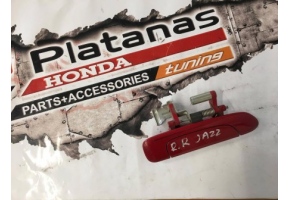 Platanas
HONDA
tuning
PARTS+ACCESSORIES
R.R JAZZ